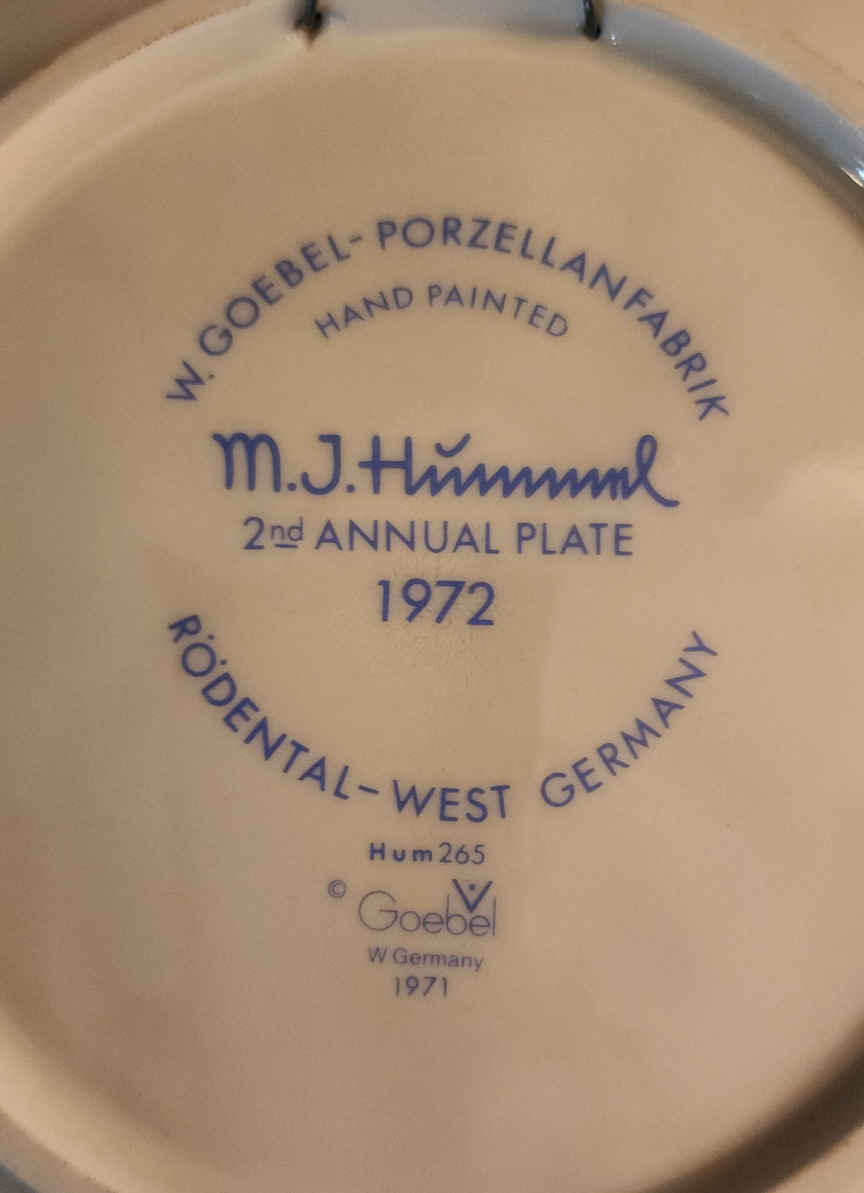 W. GOEBEL-PORZELLANFABRIK
HAND PAINTED
M.J. Hummel
2nd ANNUAL PLATE
1972
RÖDENTAL-WEST GERMANY
Hum 265
© Goebel
W Germany
1971